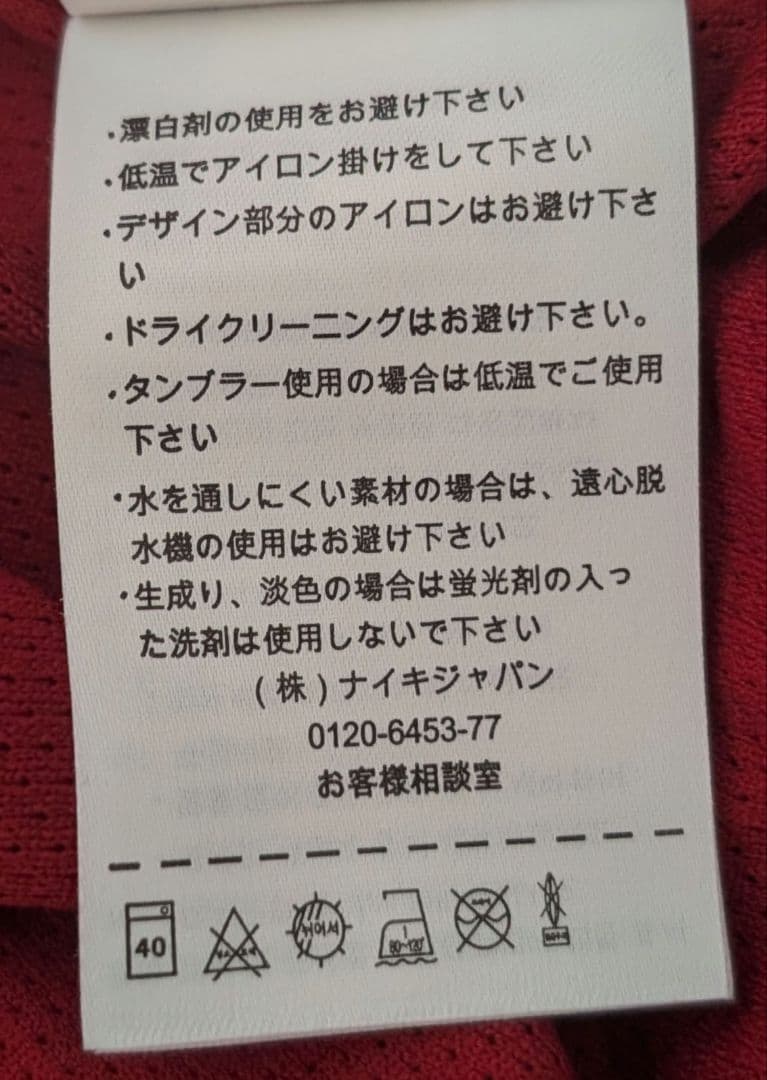 ・漂白剤の使用をお避け下さい
・低温でアイロン掛けをして下さい
・デザイン部分のアイロンはお避け下さ
い
・ドライクリーニングはお避け下さい。
・タンブラー使用の場合は低温でご使用
下さい
・水を通しにくい素材の場合は、遠心脱
水機の使用はお避け下さい
・生成り、淡色の場合は蛍光剤の入っ
た洗剤は使用しないで下さい
(株)ナイキジャパン
0120-6453-77
お客様相談室
40
뉘어서
80~120°